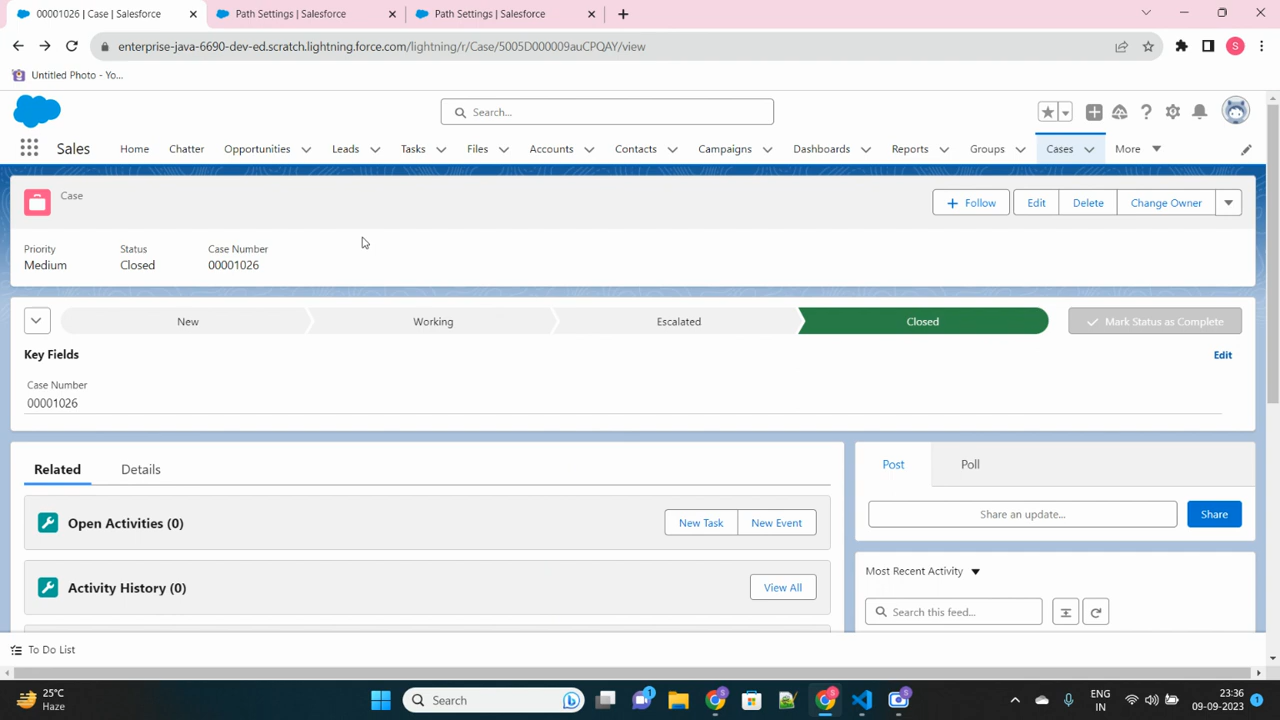 00001026 | Case | Salesforce
Path Settings | Salesforce
Path Settings | Salesforce
enterprise-java-6690-dev-ed.scratch.lightning.force.com/lightning/r/Case/5005D000009auCPQAY/view
S
Untitled Photo - Yo...
Search...
Sales
Home
Chatter
Opportunities
Leads
Tasks
Files
Accounts
Contacts
Campaigns
Dashboards
Reports
Groups
Cases
More
Case
Follow
Edit
Delete
Change Owner
Priority
Status
Case Number
Medium
Closed
00001026
New
Working
Escalated
Closed
Mark Status as Complete
Key Fields
Edit
Case Number
00001026
Related
Details
Post
Poll
Open Activities (0)
New Task
New Event
Share an update...
Share
Activity History (0)
View All
Most Recent Activity
Search this feed...
To Do List
25°C
Haze
Search
1
ENG
IN
23:36
09-09-2023
1